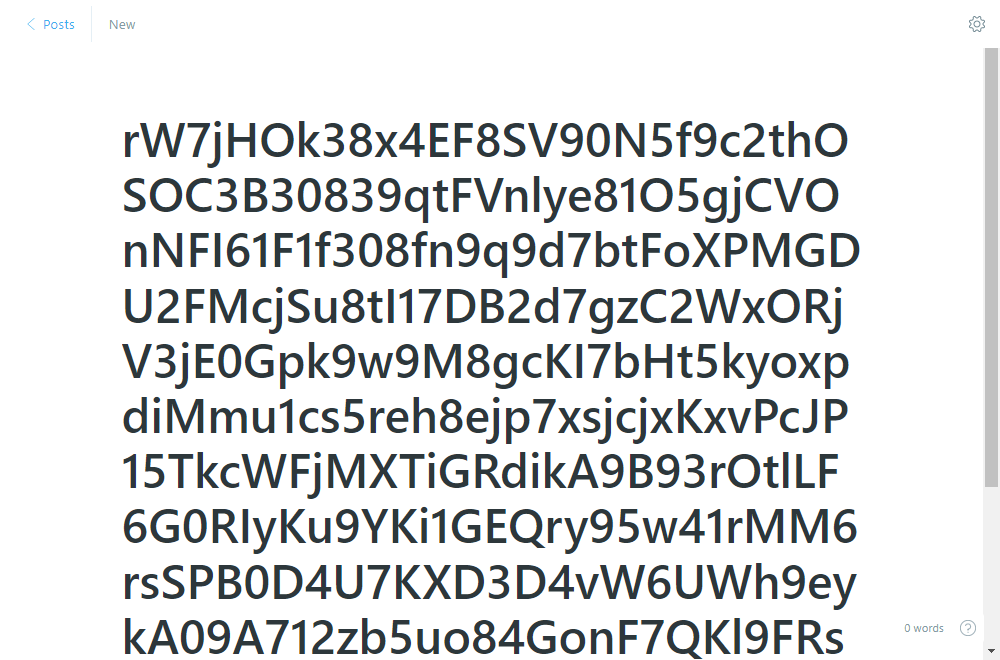 Posts
New
rW7jHOk38x4EF8SV90N5f9c2thO
SOC3B30839qtFVnlye81O5gjCVO
nNFI61F1f308fn9q9d7btFoXPMGD
U2FMcjSu8tI17DB2d7gzC2WxORj
V3jE0Gpk9w9M8gcKI7bHt5kyoxp
diMmu1cs5reh8ejp7xsjcjxKxvPcJP
15TkcWFjMXTiGRdikA9B93rOtlLF
6G0RIyKu9YKi1GEQry95w41rMM6
rsSPB0D4U7KXD3D4vW6UWh9ey
kA09A712zb5uo84GonF7QKl9FRs
0 words